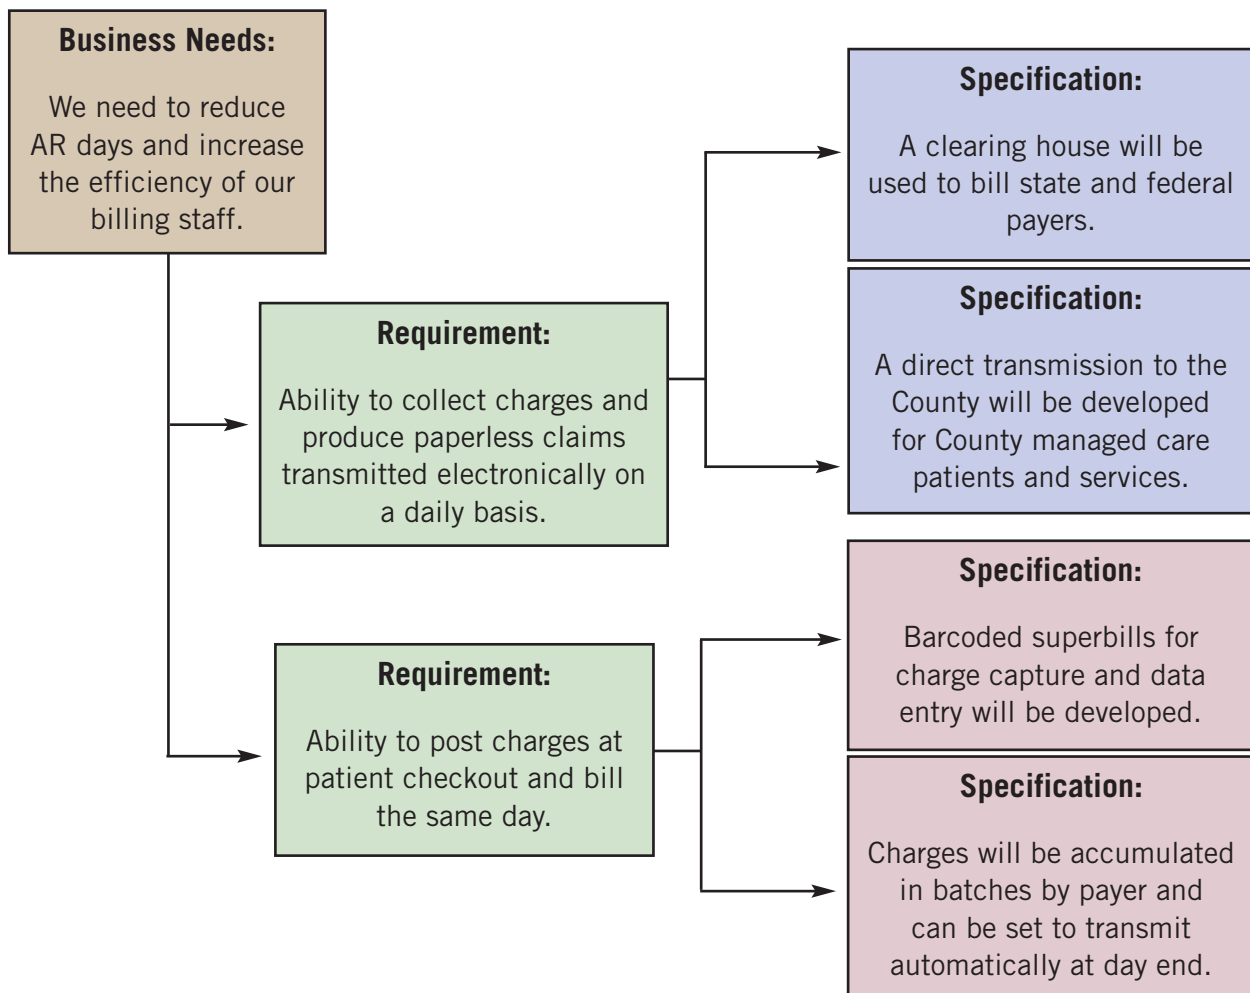 Business Needs:
We need to reduce
AR days and increase
the efficiency of our
billing staff.
Requirement:
Ability to collect charges and
produce paperless claims
transmitted electronically on
a daily basis.
Specification:
A clearing house will be
used to bill state and federal
payers.
Specification:
A direct transmission to the
County will be developed
for County managed care
patients and services.
Requirement:
Ability to post charges at
patient checkout and bill
the same day.
Specification:
Barcoded superbills for
charge capture and data
entry will be developed.
Specification:
Charges will be accumulated
in batches by payer and
can be set to transmit
automatically at day end.